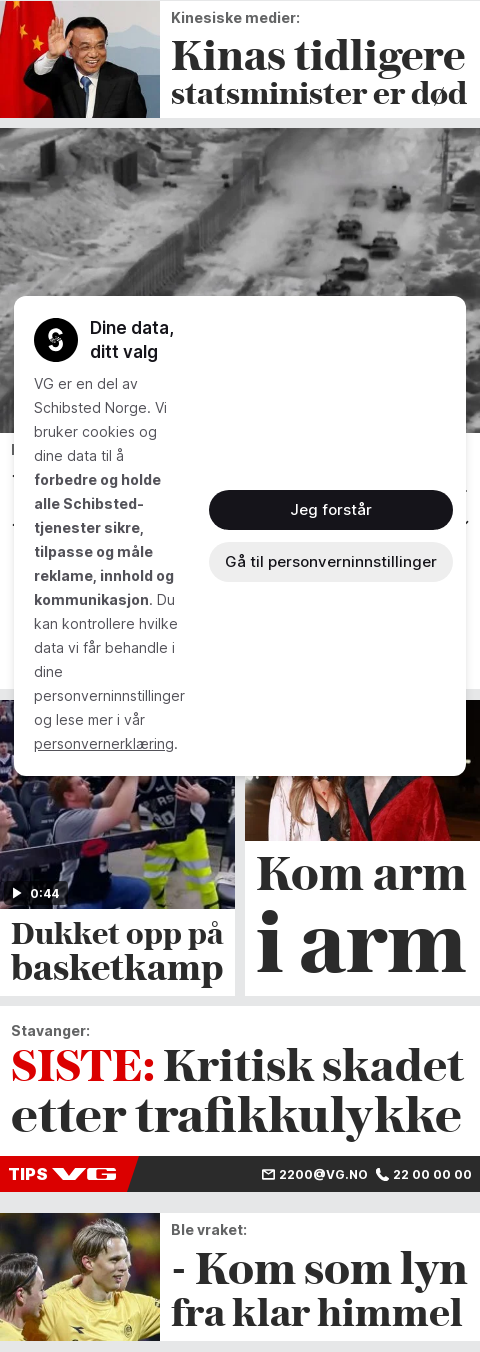 Kinesiske medier:
Kinas tidligere
statsminister er død
Dine data,
ditt valg
VG er en del av
Schibsted Norge. Vi
bruker cookies og
dine data til å
forbedre og holde
alle Schibsted-
tjenester sikre,
tilpasse og måle
reklame, innhold og
kommunikasjon. Du
kan kontrollere hvilke
data vi får behandle i
dine
personverninnstillinger
og lese mer i vår
personvernerklæring.
Jeg forstår
Gå til personverninnstillinger
0:44
Dukket opp på
basketkamp
Kom arm
i arm
Stavanger:
SISTE: Kritisk skadet
etter trafikkulykke
TIPS VG 2200@VG.NO 22 00 00 00
Ble vraket:
- Kom som lyn
fra klar himmel